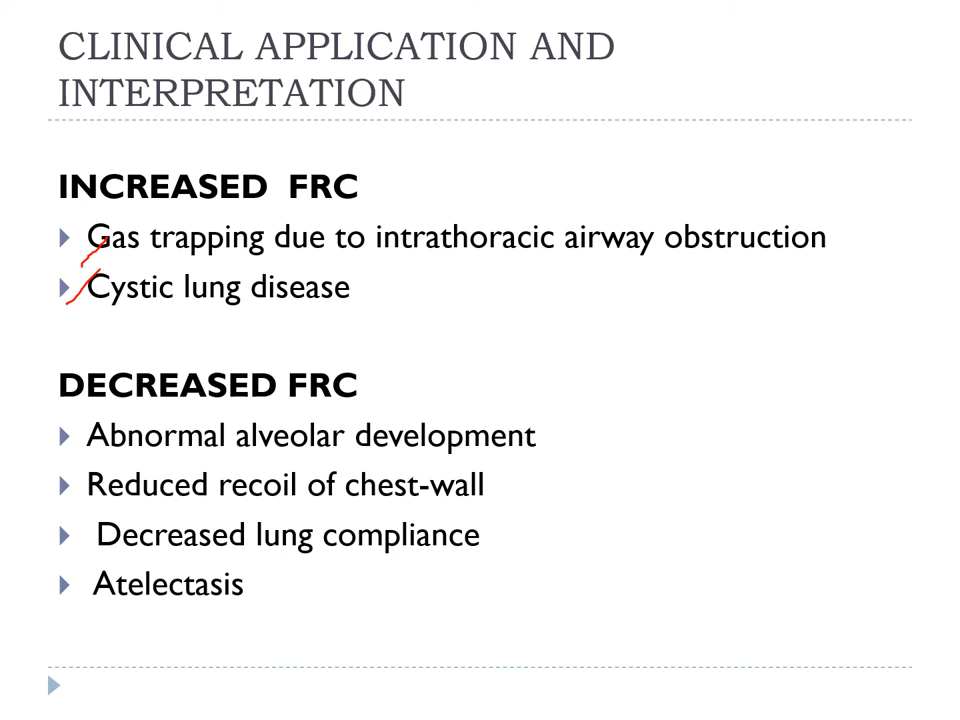 CLINICAL APPLICATION AND
INTERPRETATION
INCREASED FRC
Gas trapping due to intrathoracic airway obstruction
Cystic lung disease
DECREASED FRC
Abnormal alveolar development
Reduced recoil of chest-wall
Decreased lung compliance
Atelectasis